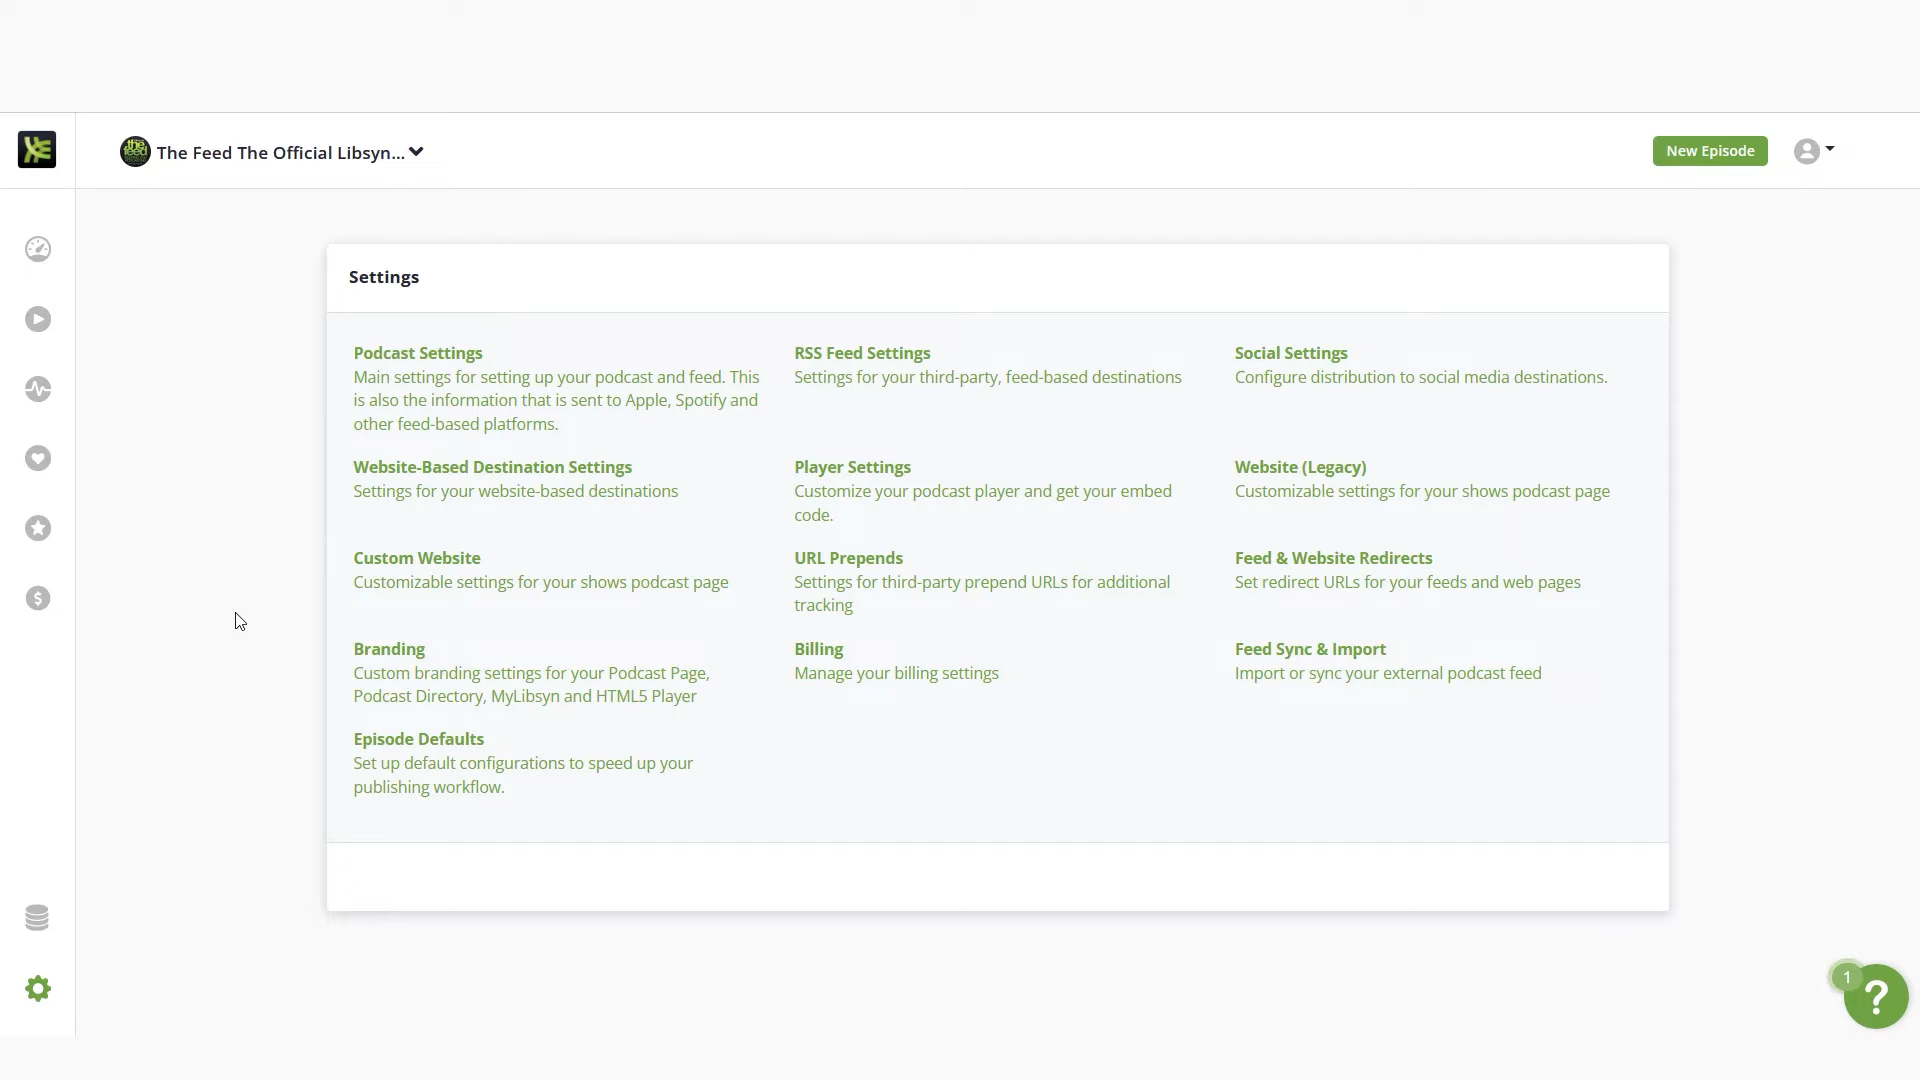 the feed
The Feed The Official Libsyn...
New Episode
Settings
Podcast Settings
Main settings for setting up your podcast and feed. This
is also the information that is sent to Apple, Spotify and
other feed-based platforms.
RSS Feed Settings
Settings for your third-party, feed-based destinations
Social Settings
Configure distribution to social media destinations.
Website-Based Destination Settings
Settings for your website-based destinations
Player Settings
Customize your podcast player and get your embed
code.
Website (Legacy)
Customizable settings for your shows podcast page
Custom Website
Customizable settings for your shows podcast page
URL Prepends
Settings for third-party prepend URLs for additional
tracking
Feed & Website Redirects
Set redirect URLs for your feeds and web pages
Branding
Custom branding settings for your Podcast Page,
Podcast Directory, MyLibsyn and HTML5 Player
Billing
Manage your billing settings
Feed Sync & Import
Import or sync your external podcast feed
Episode Defaults
Set up default configurations to speed up your
publishing workflow.
$
1
?